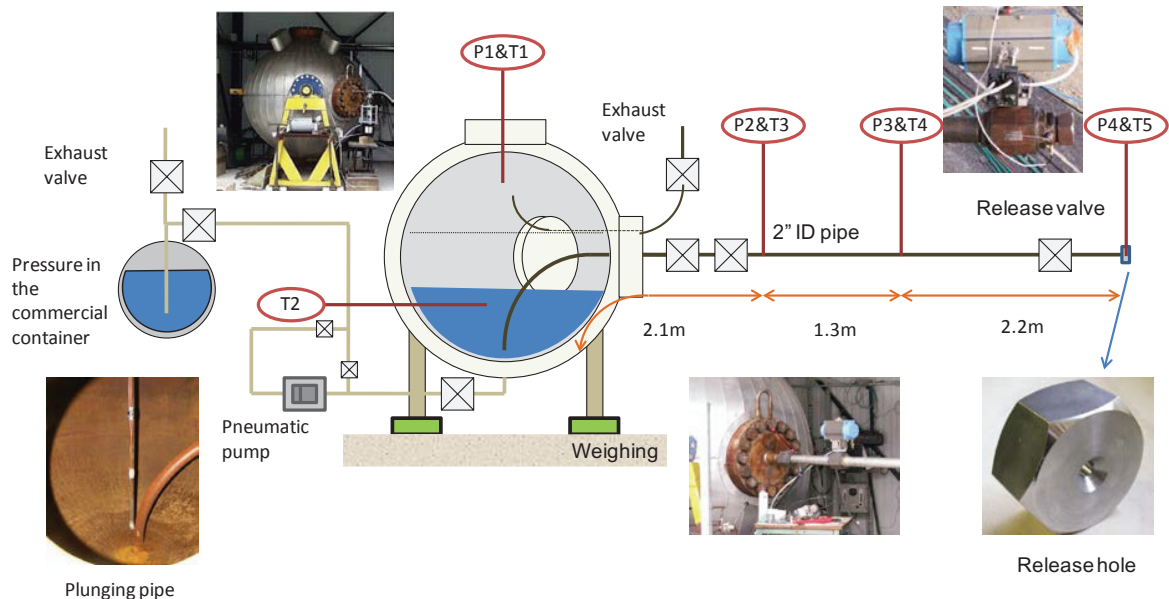 P1&T1
Exhaust
valve
P2&T3
P3&T4
P4&T5
Exhaust
valve
Release valve
2" ID pipe
Pressure in
the
commercial
container
T2
2.1m
1.3m
2.2m
Pneumatic
pump
Weighing
Plunging pipe
Release hole